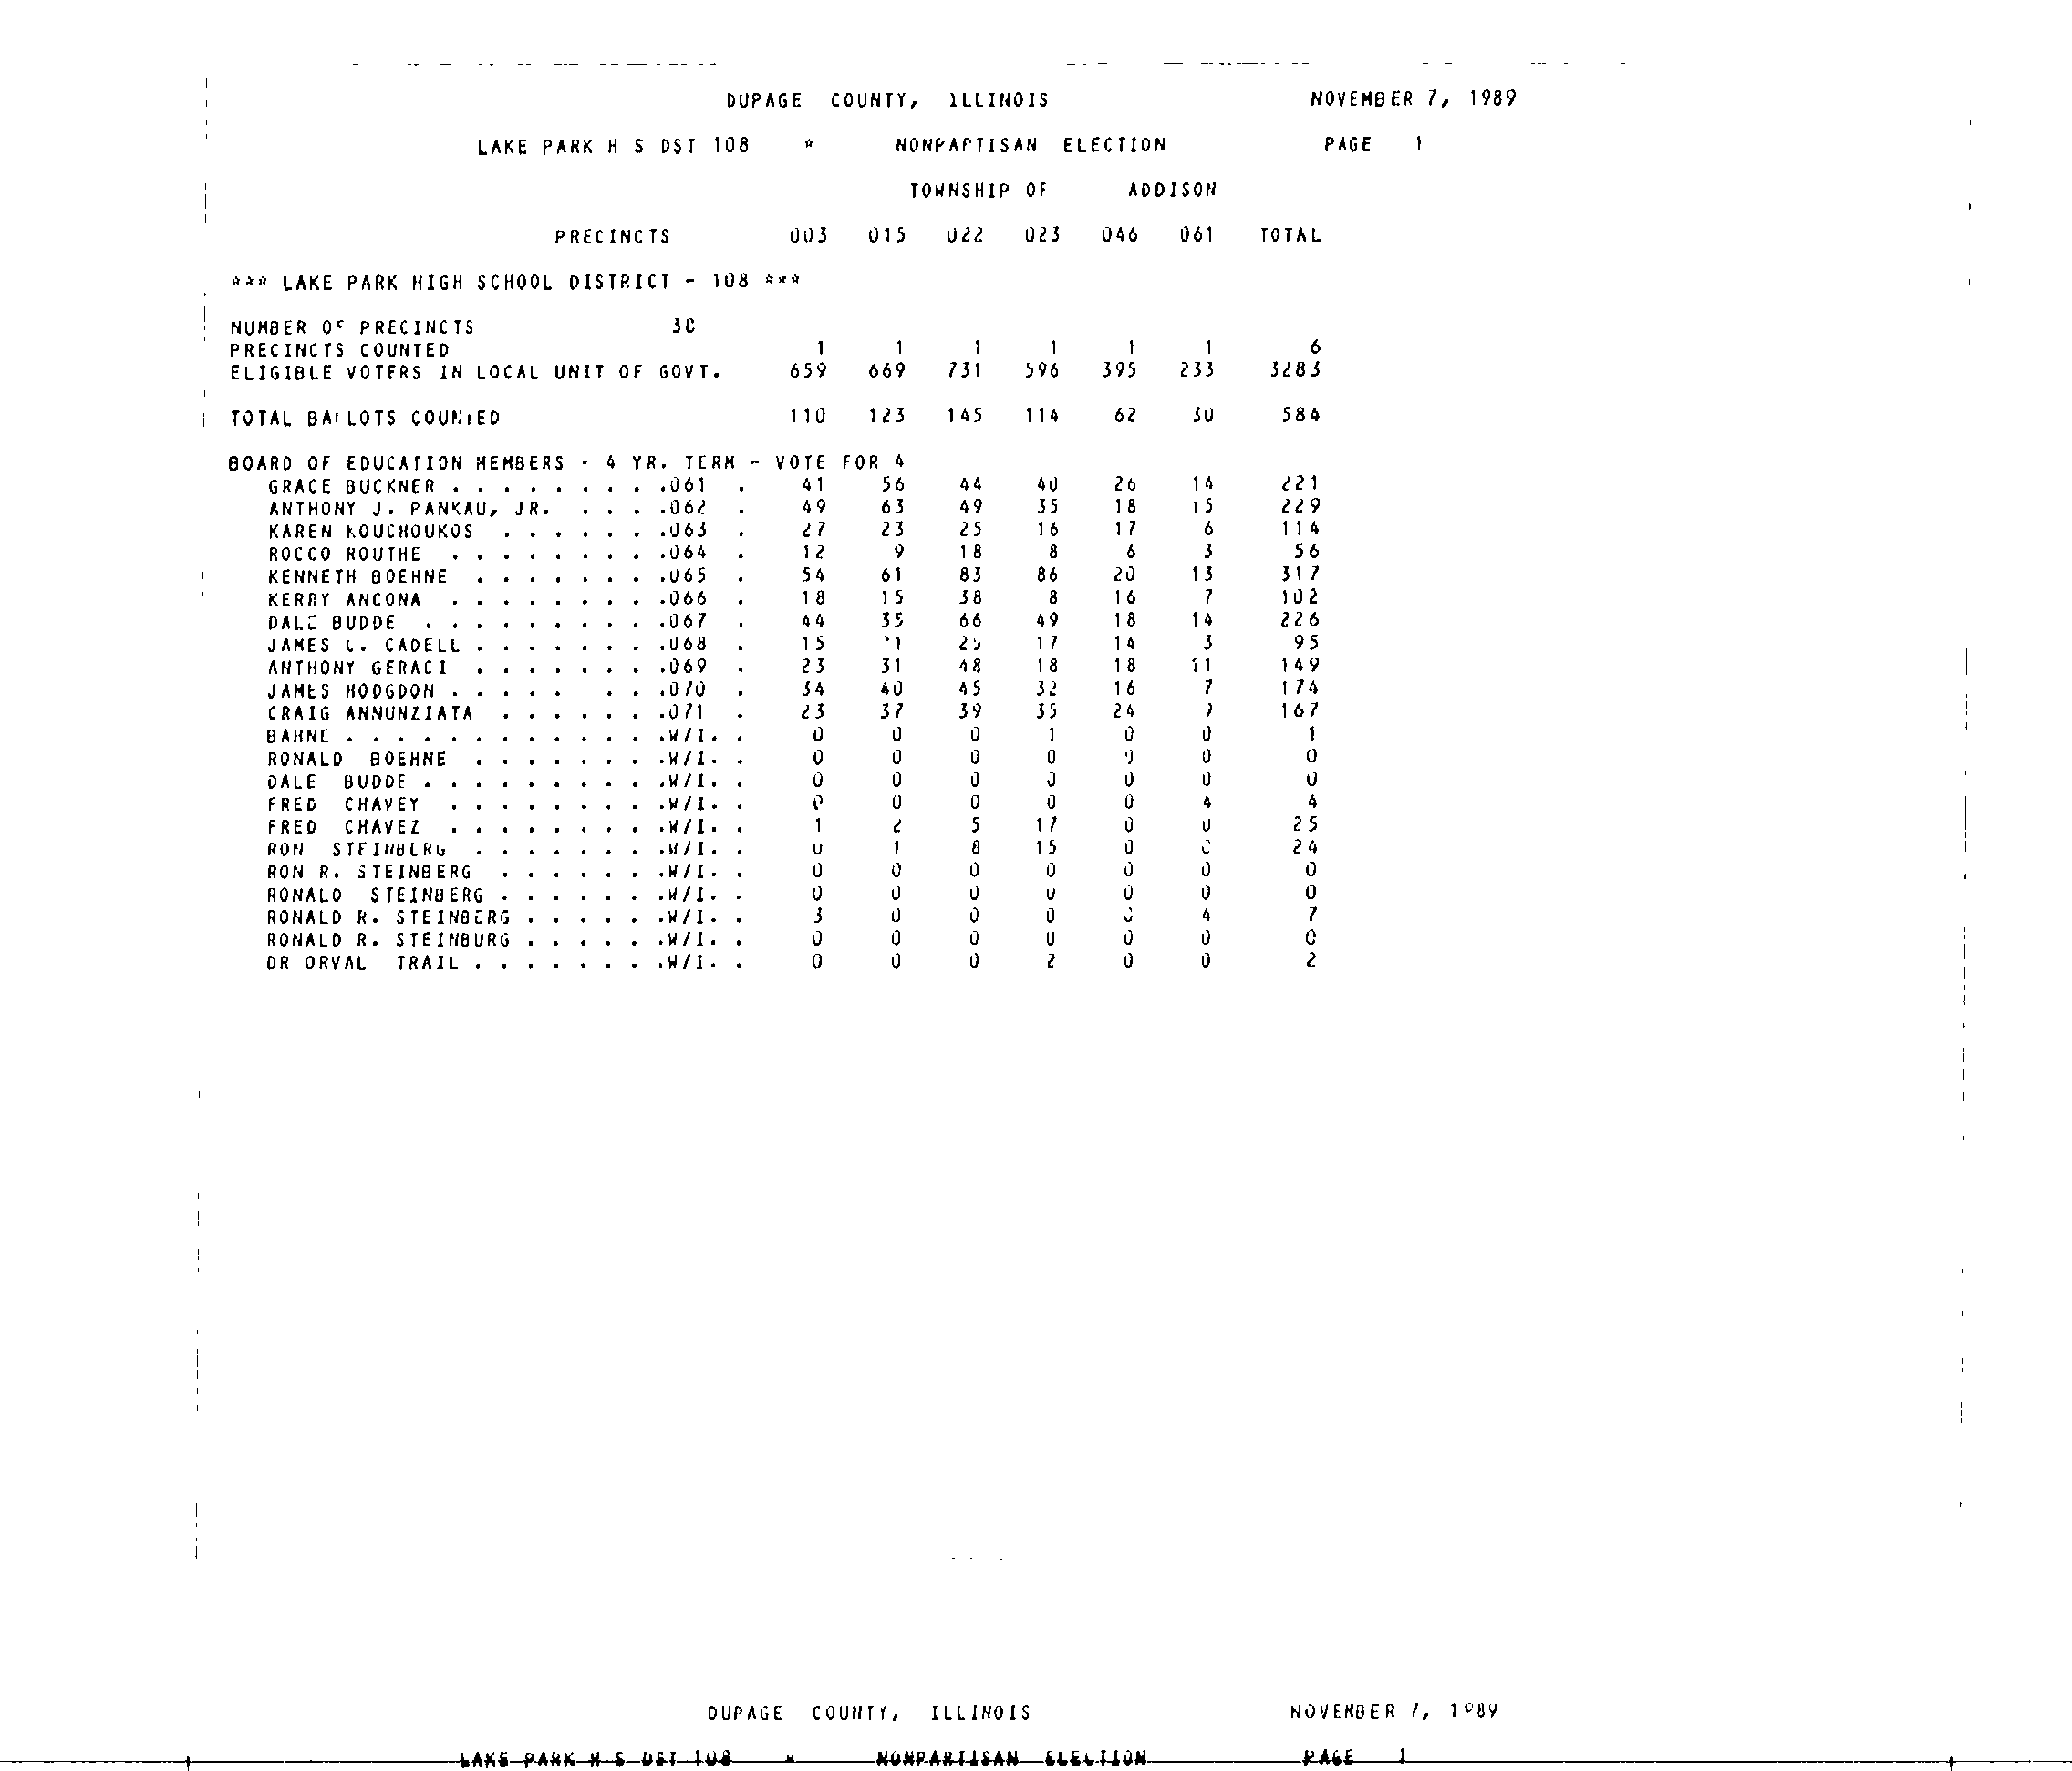 DUPAGE COUNTY, ILLINOIS NOVEMBER 7, 1989
LAKE PARK H S DST 108 * NONPARTISAN ELECTION PAGE 1
TOWNSHIP OF ADDISON
PRECINCTS 003 015 022 023 046 061 TOTAL
*** LAKE PARK HIGH SCHOOL DISTRICT - 108 ***
NUMBER OF PRECINCTS 30
PRECINCTS COUNTED 1 1 1 1 1 1 6
ELIGIBLE VOTERS IN LOCAL UNIT OF GOVT. 659 669 731 596 395 233 3283
TOTAL BALLOTS COUNTED 110 123 145 114 62 30 584
BOARD OF EDUCATION MEMBERS - 4 YR. TERM - VOTE FOR 4
GRACE BUCKNER . . . . . . . . .061 . 41 56 44 40 26 14 221
ANTHONY J. PANKAU, JR. . . . .062 . 49 63 49 35 18 15 229
KAREN KOUCHOUKOS . . . . . . .063 . 27 23 25 16 17 6 114
ROCCO ROUTHE . . . . . . . . .064 . 12 9 18 8 6 3 56
KENNETH BOEHNE . . . . . . . .065 . 54 61 83 86 20 13 317
KERRY ANCONA . . . . . . . . .066 . 18 15 38 8 16 7 102
DALE BUDDE . . . . . . . . . .067 . 44 35 66 49 18 14 226
JAMES C. CADELL . . . . . . . .068 . 15 21 25 17 14 3 95
ANTHONY GERACI . . . . . . . .069 . 23 31 48 18 18 11 149
JAMES HODGDON . . . . . . . .070 . 34 40 45 32 16 7 174
CRAIG ANNUNZIATA . . . . . . .071 . 23 37 39 35 24 9 167
BAHNE . . . . . . . . . . . . .W/I. . 0 0 0 1 0 0 1
RONALD BOEHNE . . . . . . . .W/I. . 0 0 0 0 0 0 0
DALE BUDDE . . . . . . . . . .W/I. . 0 0 0 0 0 0 0
FRED CHAVEY . . . . . . . . .W/I. . 0 0 0 0 0 4 4
FRED CHAVEZ . . . . . . . . .W/I. . 1 2 5 17 0 0 25
RON STEINBERG . . . . . . . .W/I. . 0 1 8 15 0 0 24
RON R. STEINBERG . . . . . . .W/I. . 0 0 0 0 0 0 0
RONALD STEINBERG . . . . . . .W/I. . 0 0 0 0 0 0 0
RONALD R. STEINBERG . . . . . .W/I. . 3 0 0 0 0 4 7
RONALD R. STEINBURG . . . . . .W/I. . 0 0 0 0 0 0 0
DR ORVAL TRAIL . . . . . . . .W/I. . 0 0 0 2 0 0 2
DUPAGE COUNTY, ILLINOIS NOVEMBER 7, 1989
LAKE PARK H S DST 108 * NONPARTISAN ELECTION PAGE 1